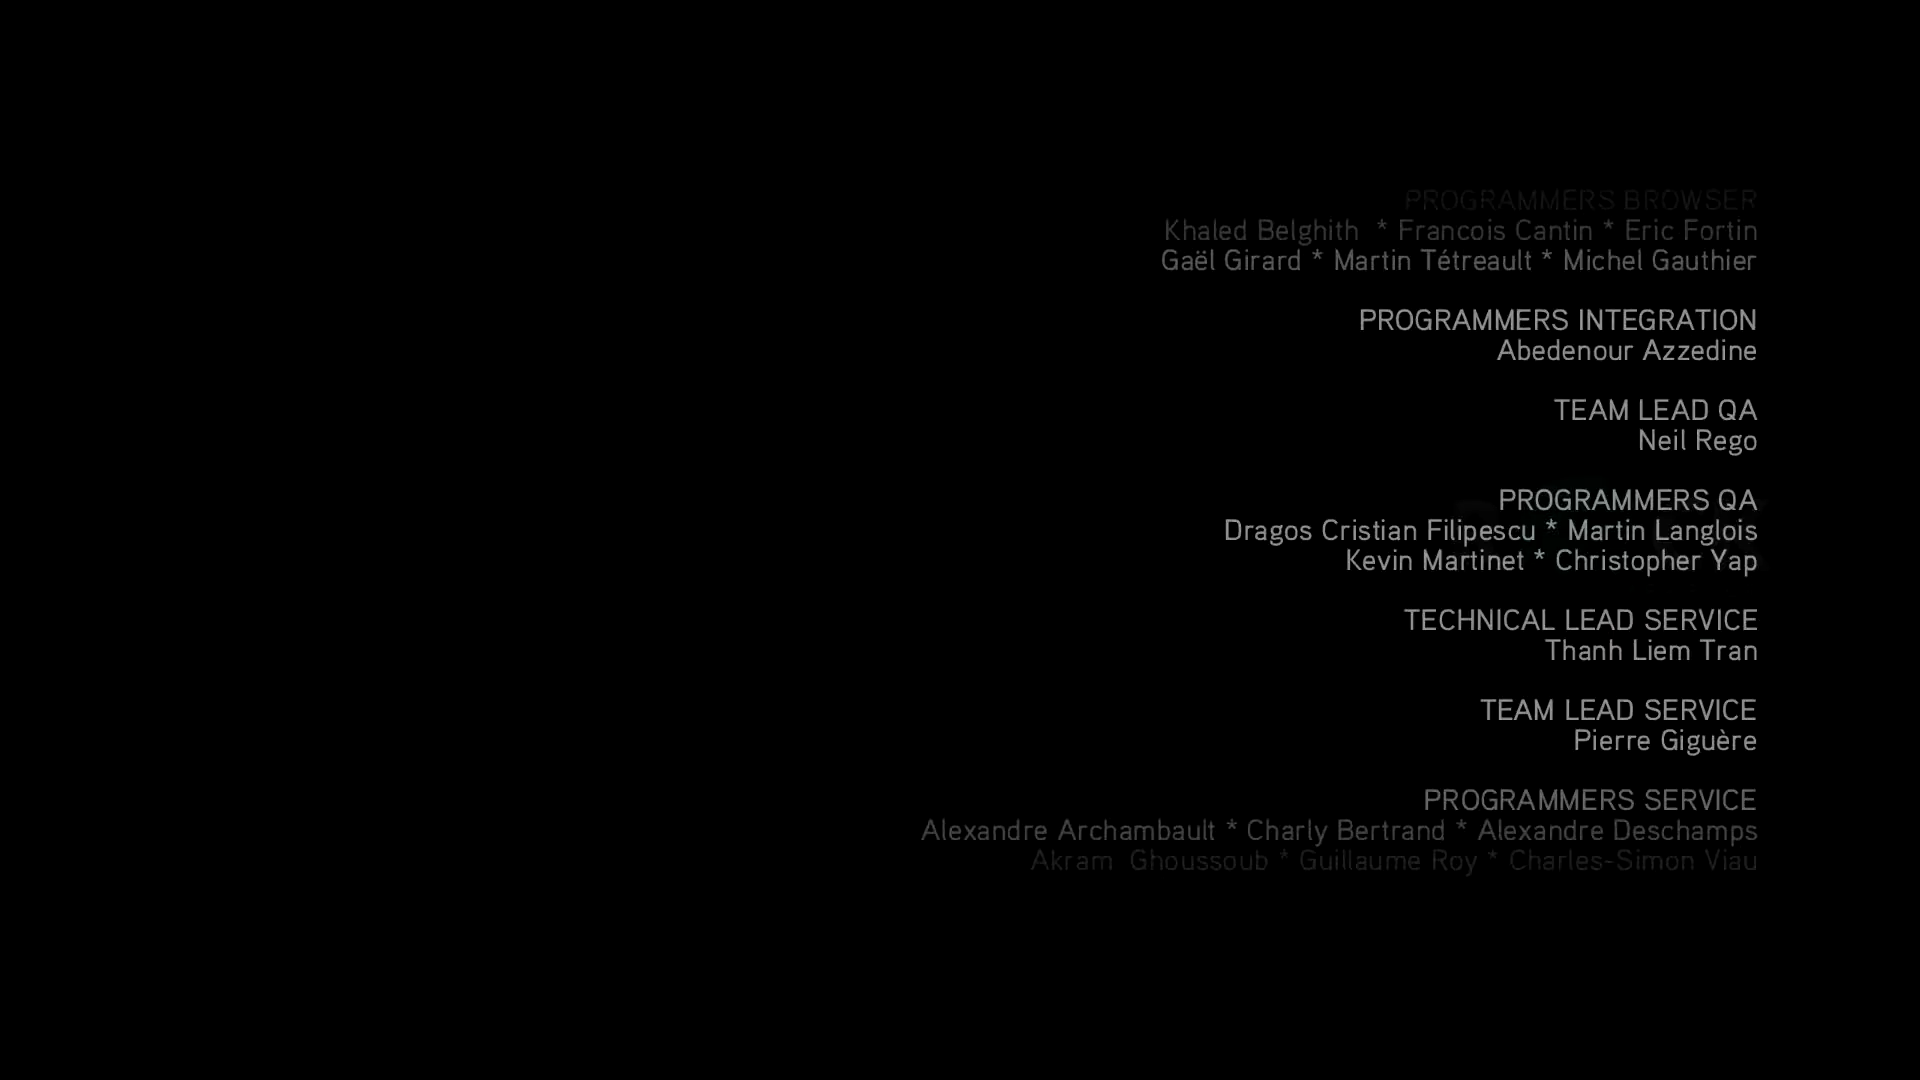 PROGRAMMERS BROWSER
Khaled Belghith * Francois Cantin * Eric Fortin
Gaël Girard * Martin Tétreault * Michel Gauthier
PROGRAMMERS INTEGRATION
Abedenour Azzedine
TEAM LEAD QA
Neil Rego
PROGRAMMERS QA
Dragos Cristian Filipescu * Martin Langlois
Kevin Martinet * Christopher Yap
TECHNICAL LEAD SERVICE
Thanh Liem Tran
TEAM LEAD SERVICE
Pierre Giguère
PROGRAMMERS SERVICE
Alexandre Archambault * Charly Bertrand * Alexandre Deschamps
Akram Ghoussoub * Guillaume Roy * Charles-Simon Viau